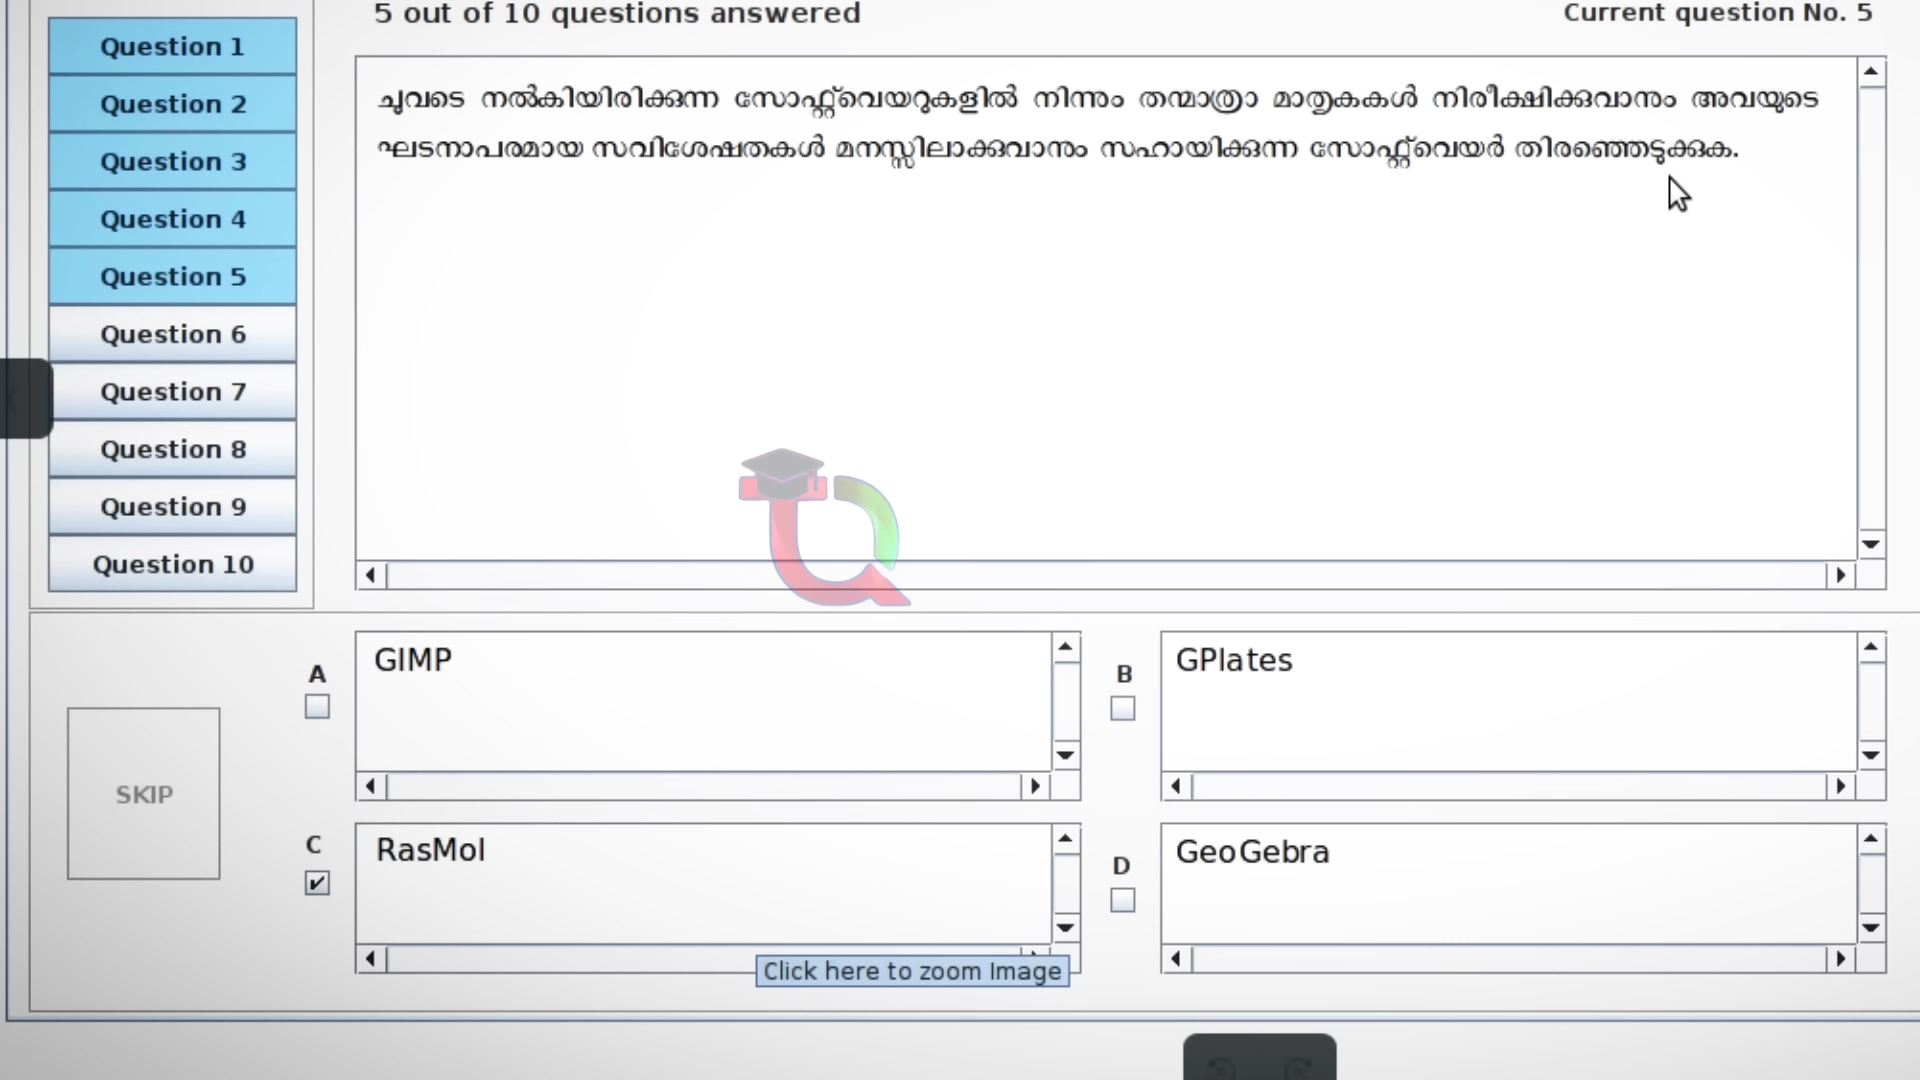 5 out of 10 questions answered
Current question No. 5
Question 1
Question 2
Question 3
Question 4
Question 5
Question 6
Question 7
Question 8
Question 9
Question 10
ചുവടെ നൽകിയിരിക്കുന്ന സോഫ്റ്റ്‌വെയറുകളിൽ നിന്നും തന്മാത്രാ മാതൃകകൾ നിരീക്ഷിക്കുവാനും അവയുടെ
ഘടനാപരമായ സവിശേഷതകൾ മനസ്സിലാക്കുവാനും സഹായിക്കുന്ന സോഫ്റ്റ്‌വെയർ തിരഞ്ഞെടുക്കുക.
SKIP
A
GIMP
B
GPlates
C
RasMol
D
GeoGebra
Click here to zoom Image